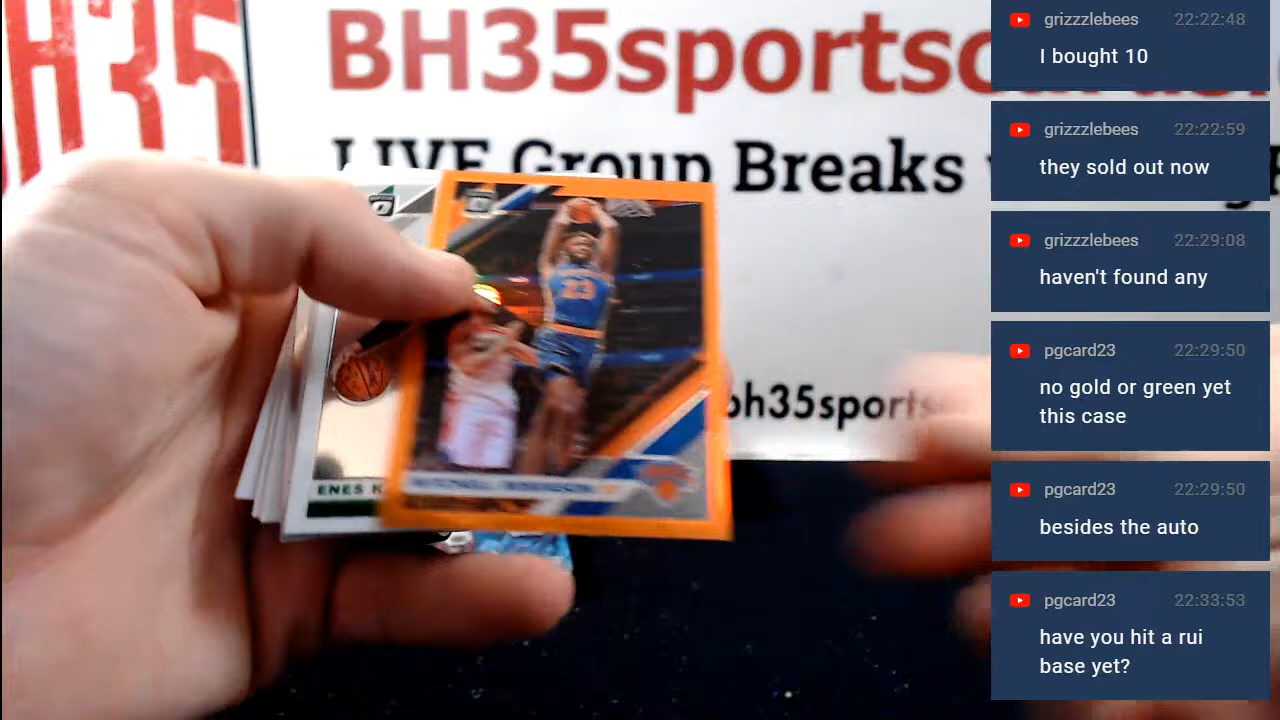 H35
BH35sportsc
LIVE Group Breaks
bh35sports
23
ENES K
grizzzlebees 22:22:48
I bought 10
grizzzlebees 22:22:59
they sold out now
grizzzlebees 22:29:08
haven't found any
pgcard23 22:29:50
no gold or green yet
this case
pgcard23 22:29:50
besides the auto
pgcard23 22:33:53
have you hit a rui
base yet?